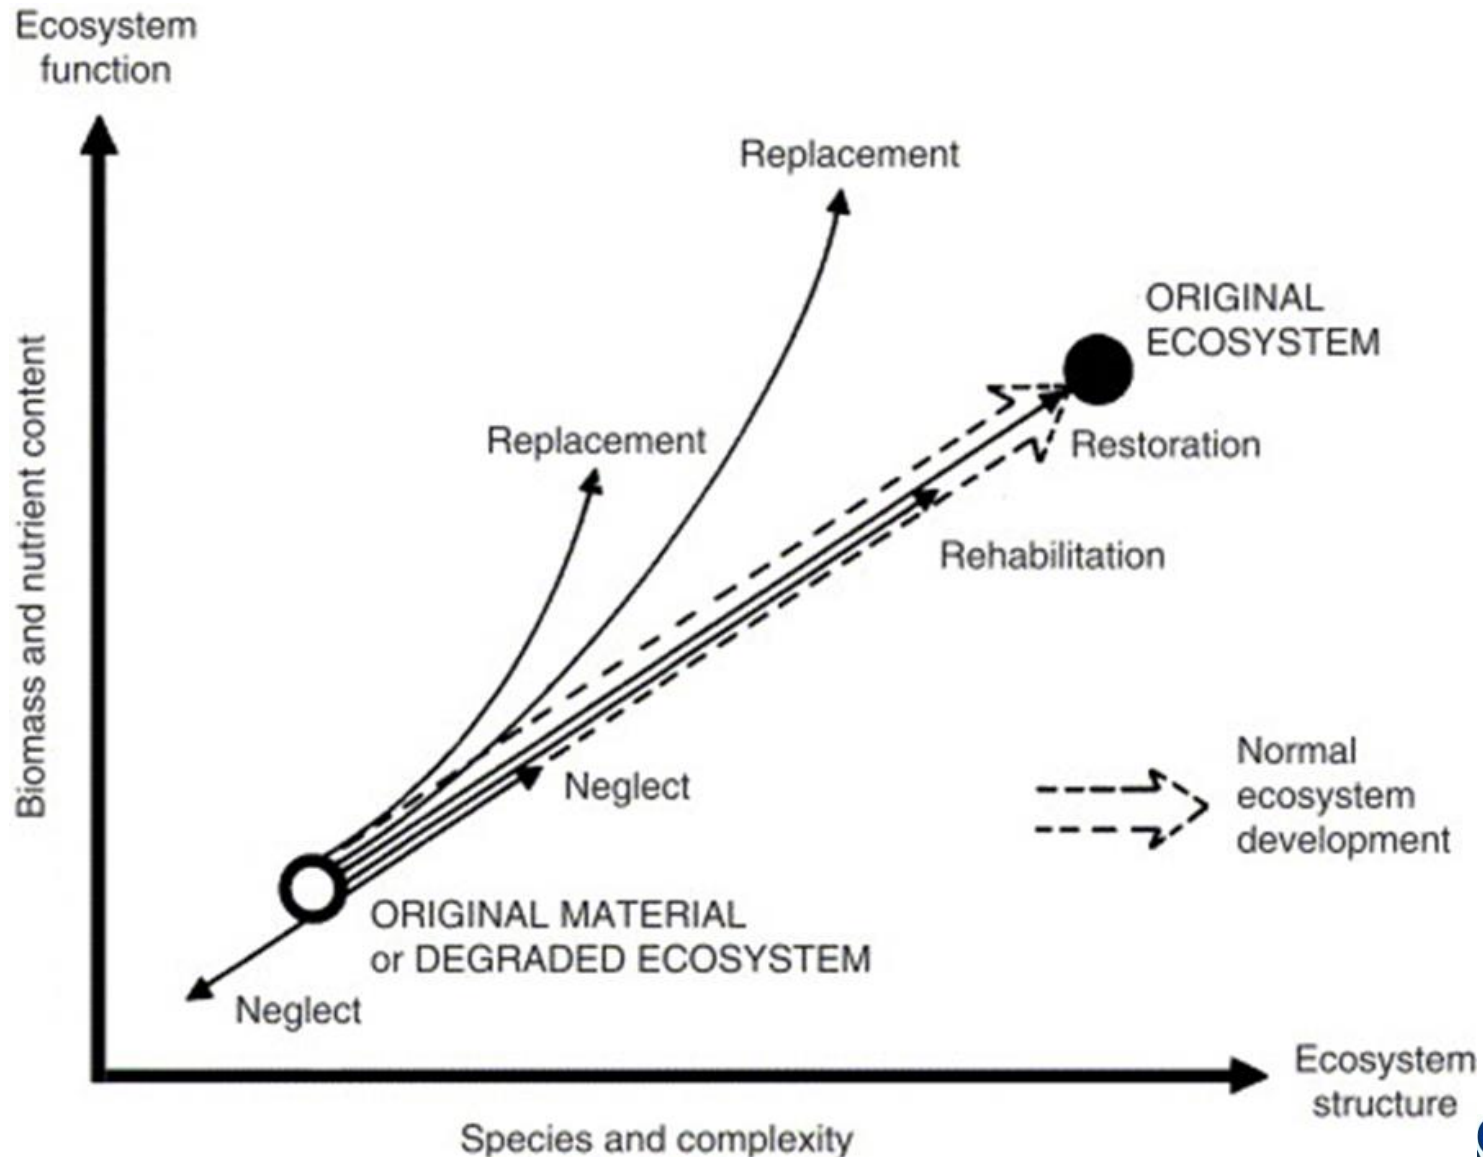 Ecosystem
function
Replacement
ORIGINAL
ECOSYSTEM
Replacement
Restoration
Rehabilitation
Biomass and nutrient content
Neglect
Normal
ecosystem
development
ORIGINAL MATERIAL
or DEGRADED ECOSYSTEM
Neglect
Ecosystem
structure
Species and complexity